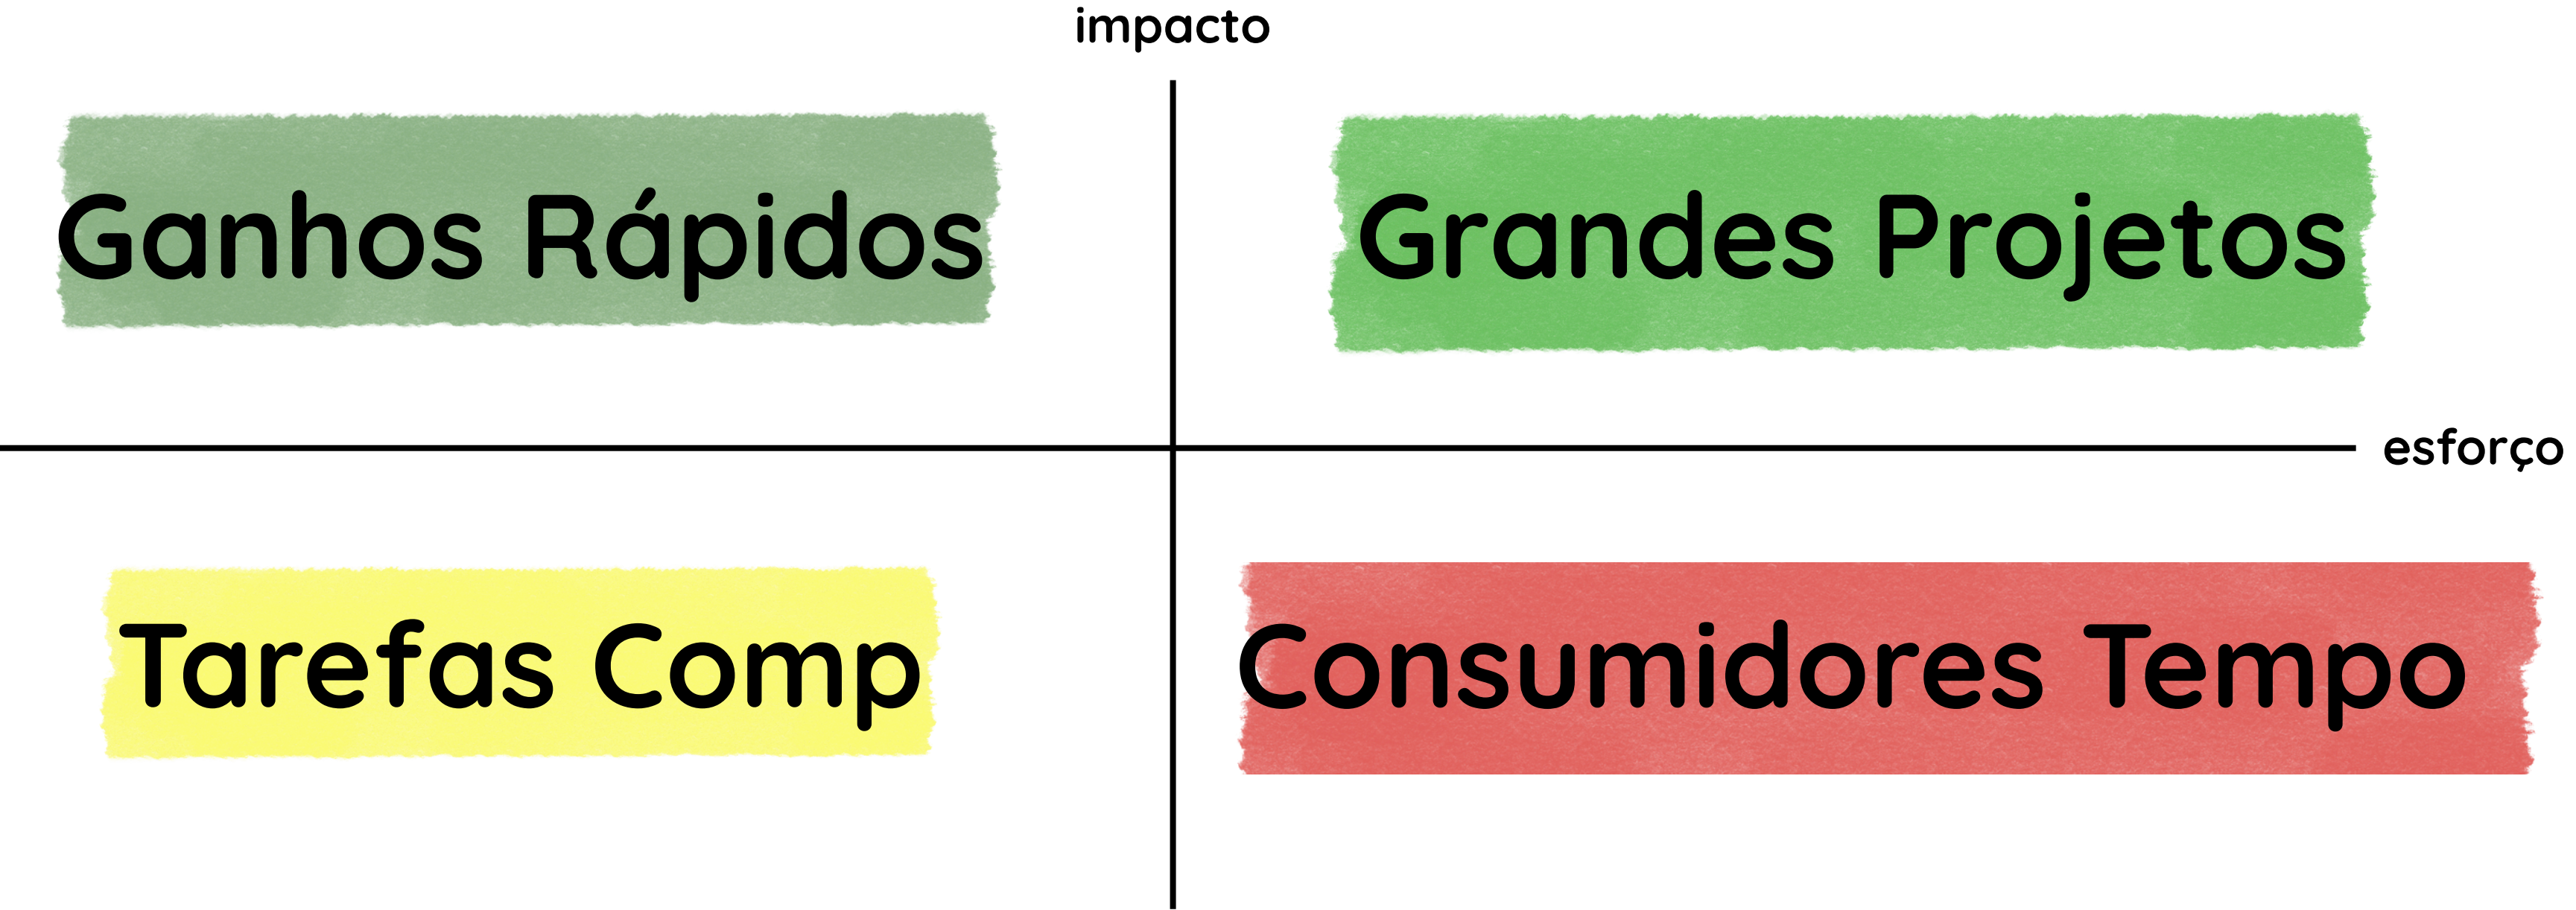 impacto
Ganhos Rápidos
Grandes Projetos
esforço
Tarefas Comp
Consumidores Tempo